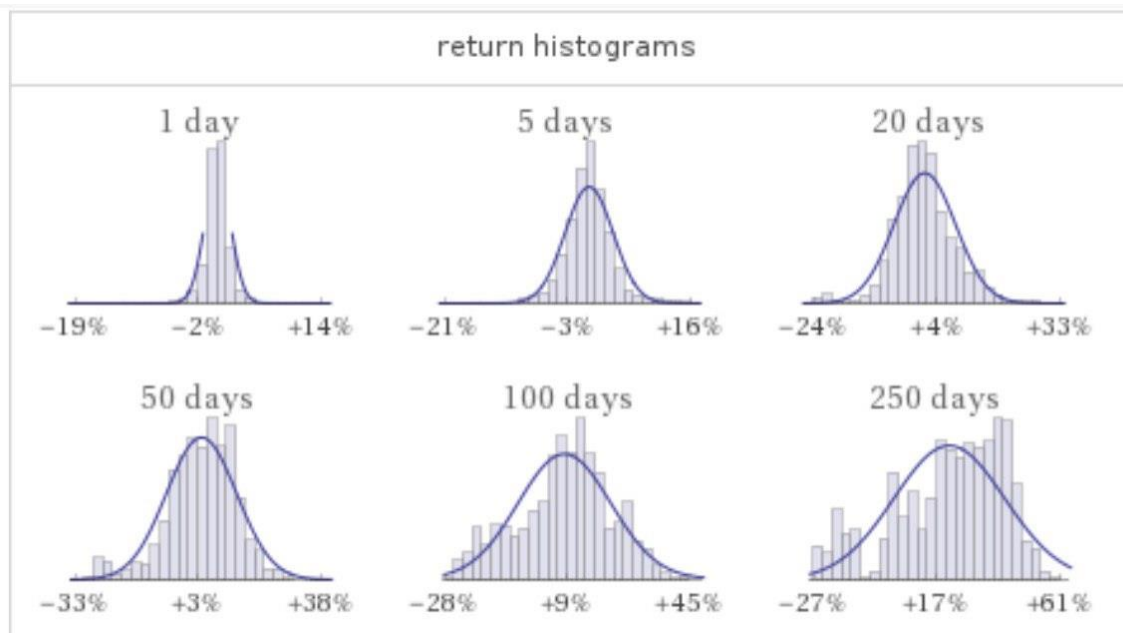 return histograms
1 day 5 days 20 days
−19% −2% +14% −21% −3% +16% −24% +4% +33%
50 days 100 days 250 days
−33% +3% +38% −28% +9% +45% −27% +17% +61%